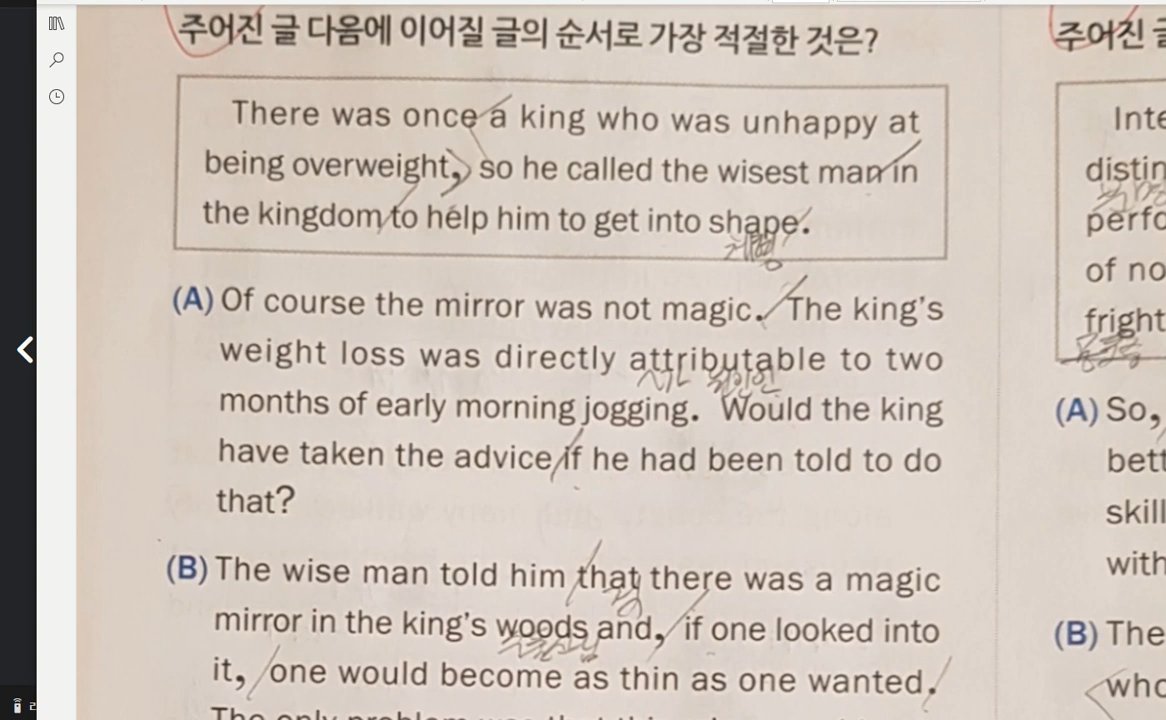 주어진 글 다음에 이어질 글의 순서로 가장 적절한 것은?
There was once a king who was unhappy at
being overweight, so he called the wisest man in
the kingdom to help him to get into shape.
(A) Of course the mirror was not magic. The king's
weight loss was directly attributable to two
months of early morning jogging. Would the king
have taken the advice if he had been told to do
that?
(B) The wise man told him that there was a magic
mirror in the king's woods and, if one looked into
it, one would become as thin as one wanted.
The only problem was that this
주어진
Inte
distin
perfo
of no
fright
(A) So,
bett
skill
with
(B) The
who